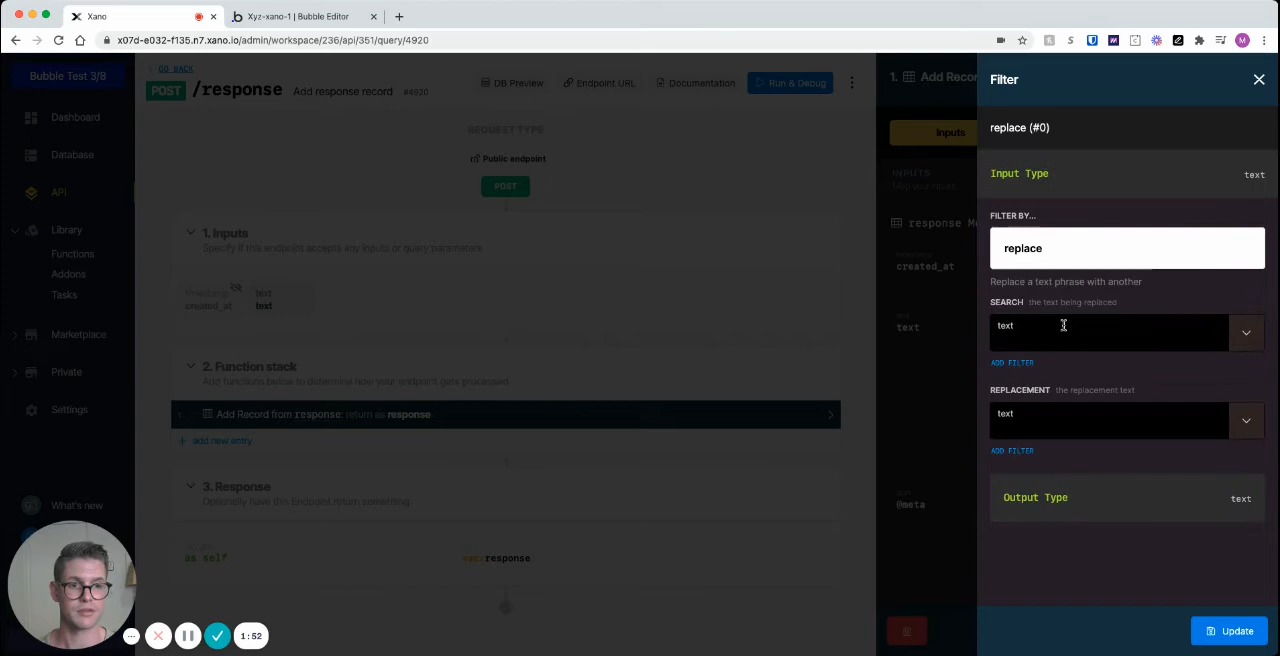 Xano
Xyz-xano-1 | Bubble Editor
x07d-e032-f135.n7.xano.io/admin/workspace/236/api/351/query/4920
M
Bubble Test 3/8
Dashboard
Database
API
Library
Functions
Addons
Tasks
Marketplace
Private
Settings
What's new
GO BACK
POST /response Add response record #4920
DB Preview
Endpoint URL
Documentation
Run & Debug
REQUEST TYPE
Public endpoint
POST
1. Inputs
Specify if this endpoint accepts any inputs or query parameters
timestamp
created_at
text
text
2. Function stack
Add functions below to determine how your endpoint gets processed
Add Record from response: return as response
+ add new entry
3. Response
Optionally have this Endpoint return something
as self
var: response
1. Add Recor
Inputs
INPUTS
Map your inputs
response M
created_at
text
@meta
Filter
replace (#0)
Input Type text
FILTER BY...
replace
Replace a text phrase with another
SEARCH the text being replaced
text
ADD FILTER
REPLACEMENT the replacement text
text
ADD FILTER
Output Type text
Update
1:52